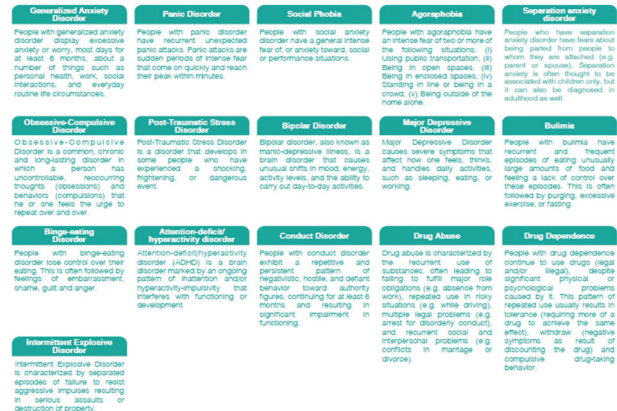 Generalized Anxiety
Disorder
People with generalized anxiety
disorder display excessive
anxiety or worry, most days for
at least 6 months, about a
number of things such as
personal health, work, social
interactions, and everyday
routine life circumstances.
Panic Disorder
People with panic disorder
have recurrent unexpected
panic attacks. Panic attacks are
sudden periods of intense fear
that come on quickly and reach
their peak within minutes.
Social Phobia
People with social anxiety
disorder have a general intense
fear of, or anxiety toward, social
or performance situations.
Agoraphobia
People with agoraphobia have
an intense fear of two or more of
the following situations: (i)
Using public transportation, (ii)
Being in open spaces, (iii)
Being in enclosed spaces, (iv)
Standing in line or being in a
crowd, (v) Being outside of the
home alone.
Separation anxiety
disorder
People who have separation
anxiety disorder have fears about
being parted from people to
whom they are attached (e.g.
parent or spouse). Separation
anxiety is often thought to be
associated with children only, but
it can also be diagnosed in
adulthood as well.
Obsessive-Compulsive
Disorder
Obsessive-Compulsive
Disorder is a common, chronic
and long-lasting disorder in
which a person has
uncontrollable, reoccurring
thoughts (obsessions) and
behaviors (compulsions) that
he or she feels the urge to
repeat over and over.
Post-Traumatic Stress
Disorder
Post-Traumatic Stress Disorder
is a disorder that develops in
some people who have
experienced a shocking,
frightening, or dangerous
event.
Bipolar Disorder
Bipolar disorder, also known as
manic-depressive illness, is a
brain disorder that causes
unusual shifts in mood, energy,
activity levels, and the ability to
carry out day-to-day activities.
Major Depressive
Disorder
Major Depressive Disorder
causes severe symptoms that
affect how one feels, thinks,
and handles daily activities,
such as sleeping, eating, or
working.
Bulimia
People with bulimia have
recurrent and frequent
episodes of eating unusually
large amounts of food and
feeling a lack of control over
these episodes. This is often
followed by purging, excessive
exercise, or fasting.
Binge-eating
Disorder
People with binge-eating
disorder lose control over their
eating. This is often followed by
feelings of embarrassment,
shame, guilt and anger.
Attention-deficit/
hyperactivity disorder
Attention-deficit/hyperactivity
disorder (ADHD) is a brain
disorder marked by an ongoing
pattern of inattention and/or
hyperactivity-impulsivity that
interferes with functioning or
development.
Conduct Disorder
People with conduct disorder
exhibit a repetitive and
persistent pattern of
negativistic, hostile, and defiant
behavior toward authority
figures, continuing for at least 6
months and resulting in
significant impairment in
functioning.
Drug Abuse
Drug abuse is characterized by
the recurrent use of
substances, often leading to
failing to fulfill major role
obligations (e.g. absence from
work), repeated use in risky
situations (e.g. while driving),
multiple legal problems (e.g.
arrest for disorderly conduct),
and recurrent social and
interpersonal problems (e.g.
conflicts in marriage or
divorce).
Drug Dependence
People with drug dependence
continue to use drugs (legal
and/or illegal), despite
significant physical or
psychological problems
caused by it. This pattern of
repeated use usually results in
tolerance (requiring more of a
drug to achieve the same
effect), withdraw (negative
symptoms as result of
discounting the drug) and
compulsive drug-taking
behavior.
Intermittent Explosive
Disorder
Intermittent Explosive Disorder
is characterized by separated
episodes of failure to resist
aggressive impulses resulting
in serious assaults or
destruction of property.